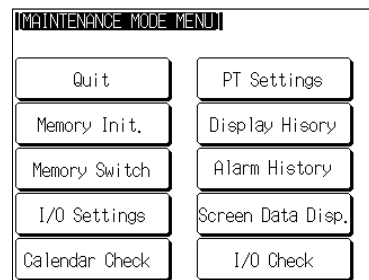 [MAINTENANCE MODE MENU]
Quit
PT Settings
Memory Init.
Display Hisory
Memory Switch
Alarm History
I/O Settings
Screen Data Disp.
Calendar Check
I/O Check